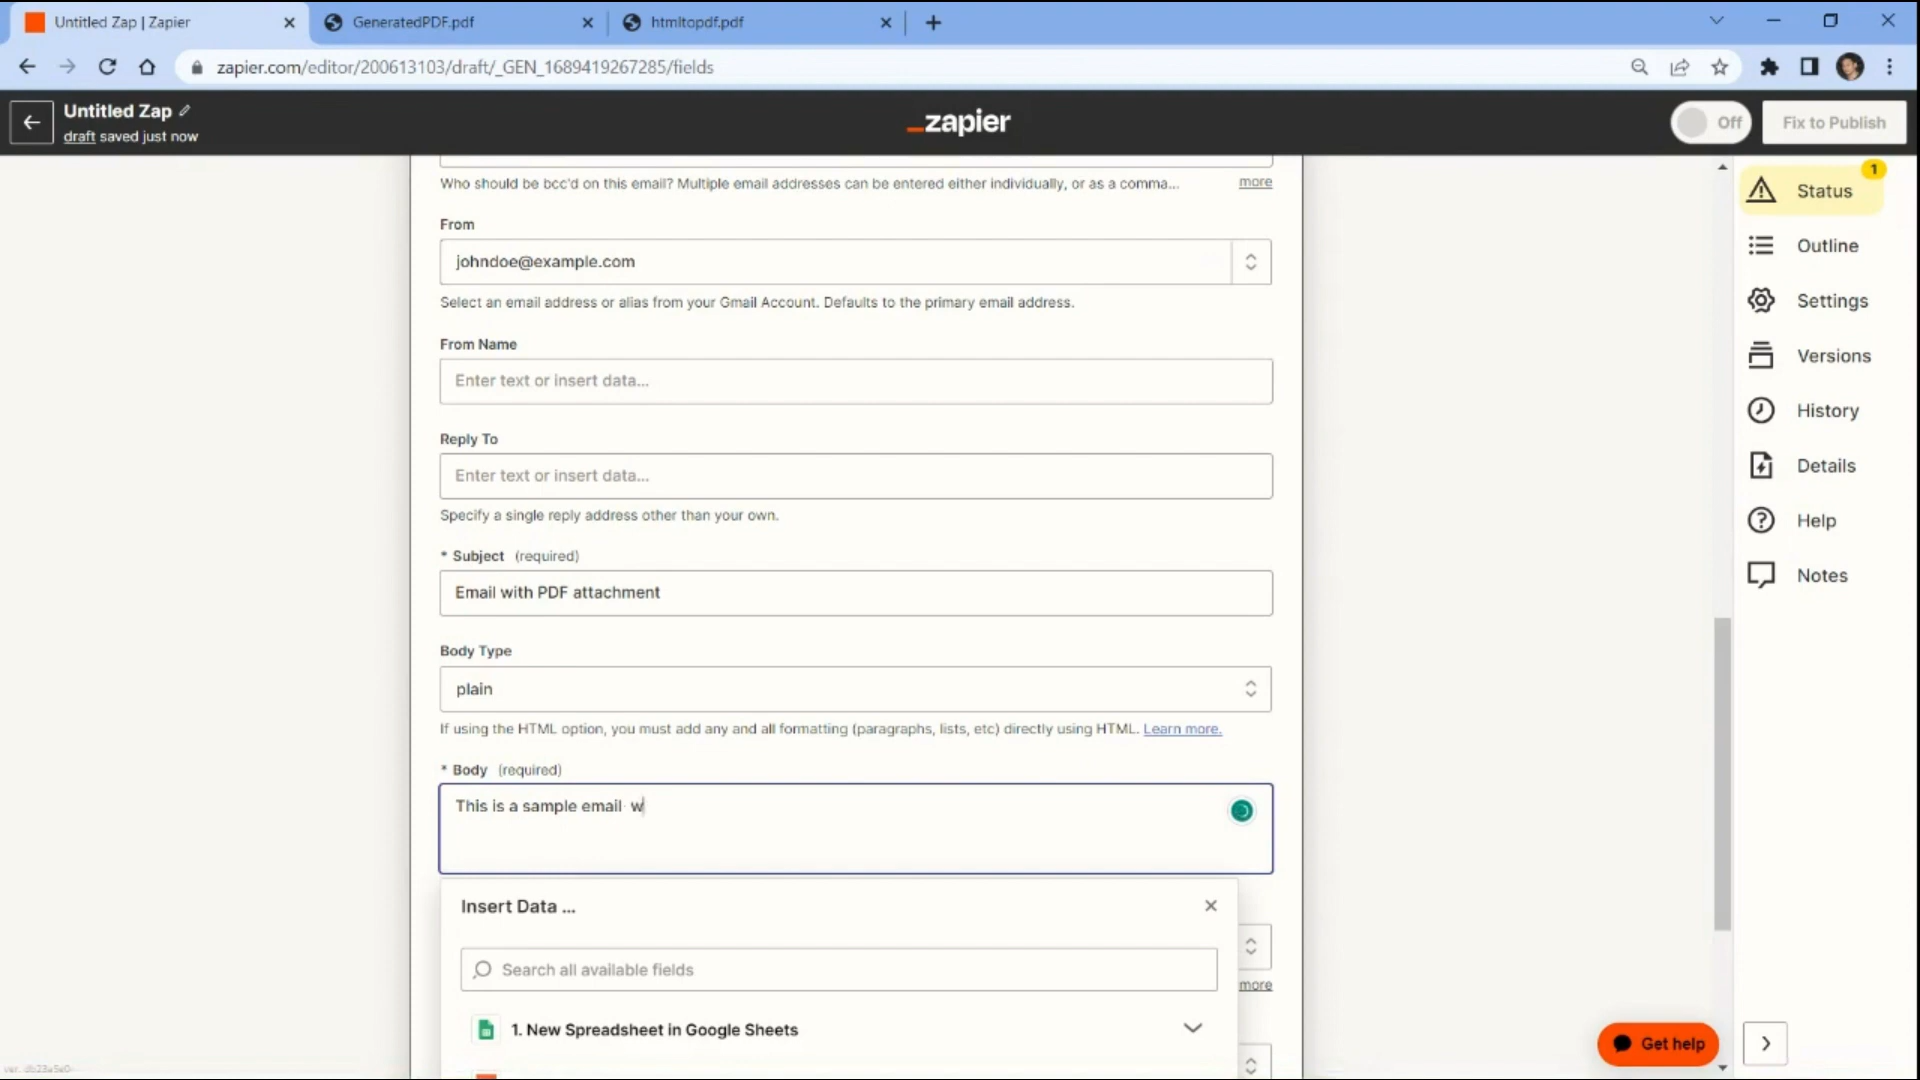 Untitled Zap | Zapier
GeneratedPDF.pdf
htmltopdf.pdf
zapier.com/editor/200613103/draft/_GEN_1689419267285/fields
Untitled Zap
draft saved just now
_zapier
Off
Fix to Publish
Who should be bcc'd on this email? Multiple email addresses can be entered either individually, or as a comma...
more
From
johndoe@example.com
Select an email address or alias from your Gmail Account. Defaults to the primary email address.
From Name
Enter text or insert data...
Reply To
Enter text or insert data...
Specify a single reply address other than your own.
* Subject (required)
Email with PDF attachment
Body Type
plain
If using the HTML option, you must add any and all formatting (paragraphs, lists, etc) directly using HTML. Learn more.
* Body (required)
This is a sample email w
Insert Data ...
Search all available fields
more
1. New Spreadsheet in Google Sheets
1
Status
Outline
Settings
Versions
History
Details
Help
Notes
Get help